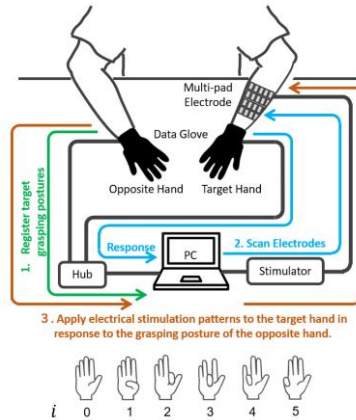 Multi-pad
Electrode
Data Glove
Opposite Hand
Target Hand
1. Register target
grasping postures
Response
PC
2. Scan Electrodes
Hub
Stimulator
3. Apply electrical stimulation patterns to the target hand in
response to the grasping posture of the opposite hand.
i 0 1 2 3 4 5